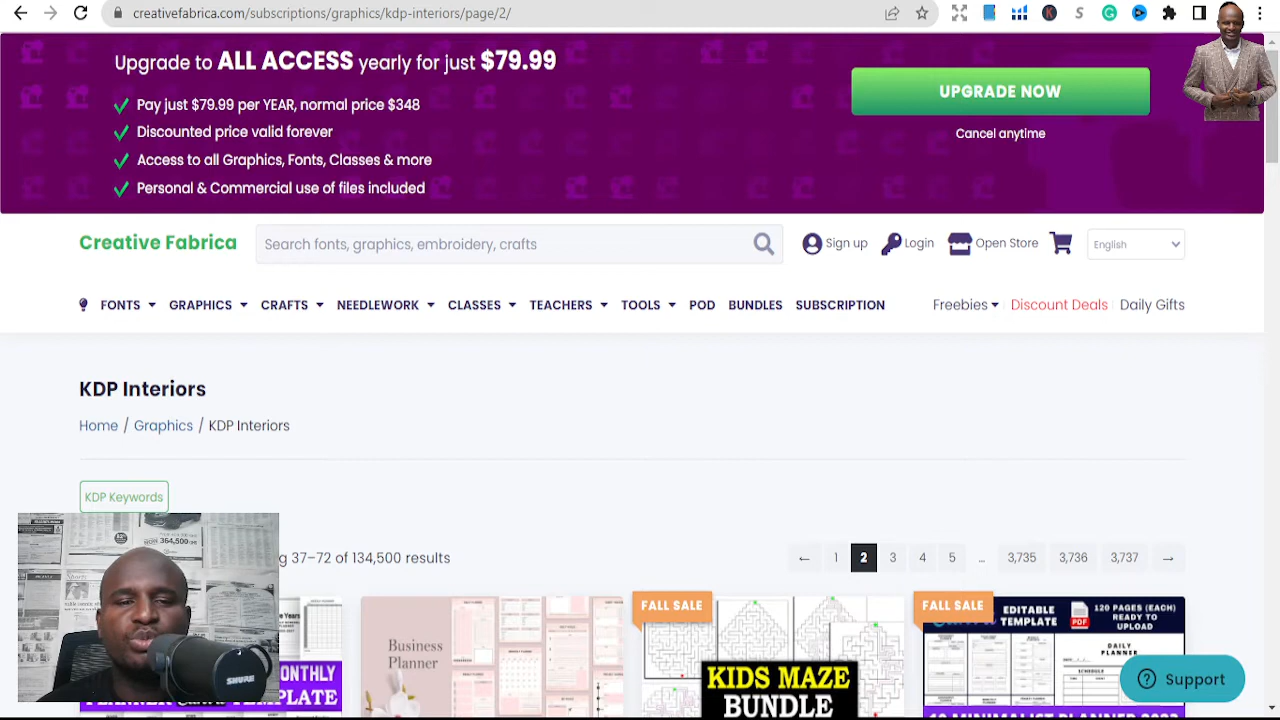 creativefabrica.com/subscriptions/graphics/kdp-interiors/page/2/
Upgrade to ALL ACCESS yearly for just $79.99
Pay just $79.99 per YEAR, normal price $348
Discounted price valid forever
Access to all Graphics, Fonts, Classes & more
Personal & Commercial use of files included
UPGRADE NOW
Cancel anytime
Creative Fabrica
Search fonts, graphics, embroidery, crafts
Sign up
Login
Open Store
English
FONTS GRAPHICS CRAFTS NEEDLEWORK CLASSES TEACHERS TOOLS POD BUNDLES SUBSCRIPTION
Freebies Discount Deals Daily Gifts
KDP Interiors
Home / Graphics / KDP Interiors
KDP Keywords
g 37–72 of 134,500 results
← 1 2 3 4 5 ... 3,735 3,736 3,737 →
364,500
SHURE
Business
Planner
FALL SALE
KIDS MAZE
BUNDLE
FALL SALE
EDITABLE
TEMPLATE
PDF
120 PAGES (EACH)
READY TO
UPLOAD
DAILY
PLANNER
Support